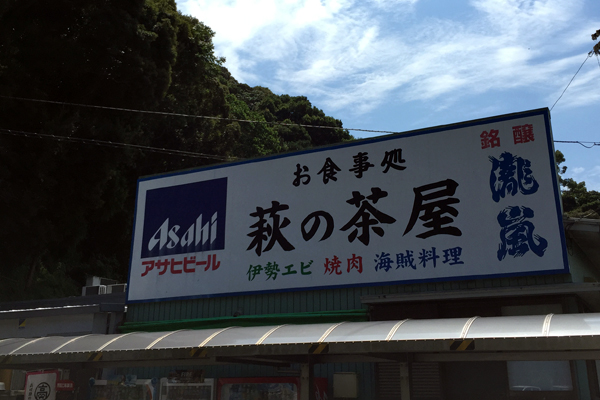 お食事処
萩の茶屋
伊勢エビ 焼肉 海賊料理
Asahi
アサヒビール
銘醸
瀧嵐
高